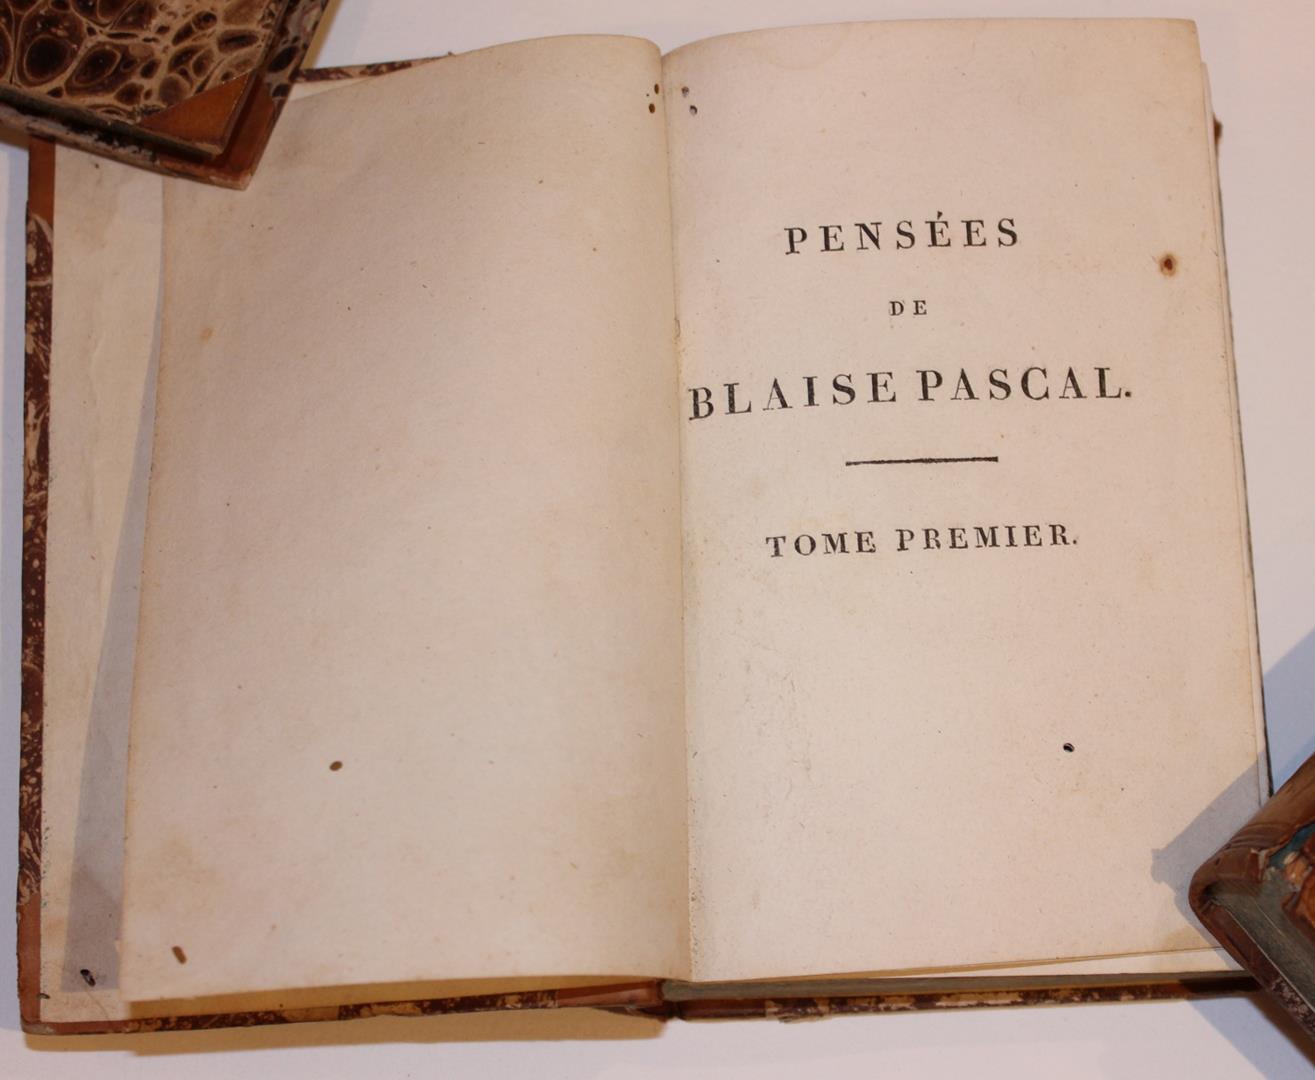 PENSÉES
DE
BLAISE PASCAL.
TOME PREMIER.